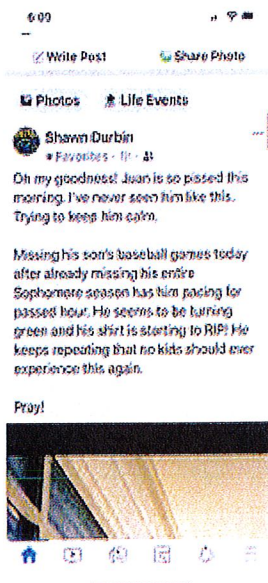 6:09
Write Post
Share Photo
Photos
Life Events
Shawn Durbin
Favorites · 1h ·
Oh my goodness! Juan is so pissed this
morning. I've never seen him like this.
Trying to keep him calm.
Missing his son's baseball games today
after already missing his entire
Sophomore season has him pacing for
passed hour. He seems to be turning
green and his shirt is starting to RIP! He
keeps repeating that no kids should ever
experience this again.
Pray!